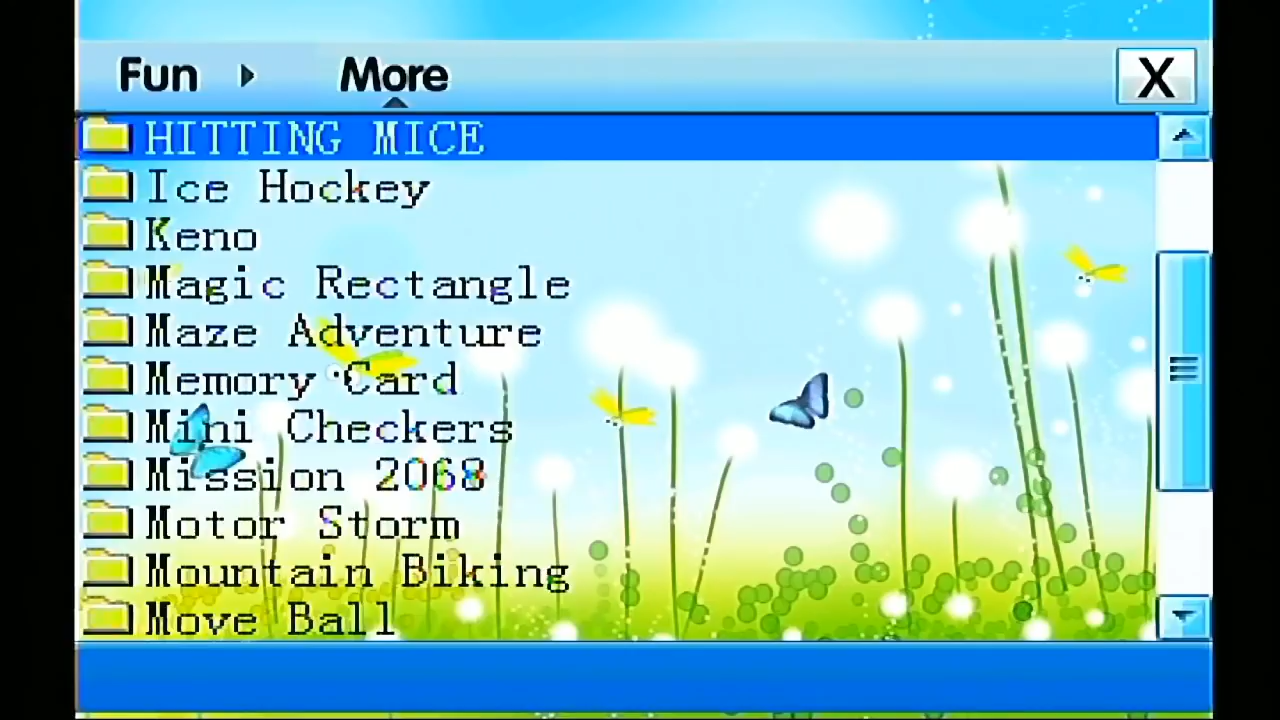 Fun More X
HITTING MICE
Ice Hockey
Keno
Magic Rectangle
Maze Adventure
Memory Card
Mini Checkers
Mission 2068
Motor Storm
Mountain Biking
Move Ball